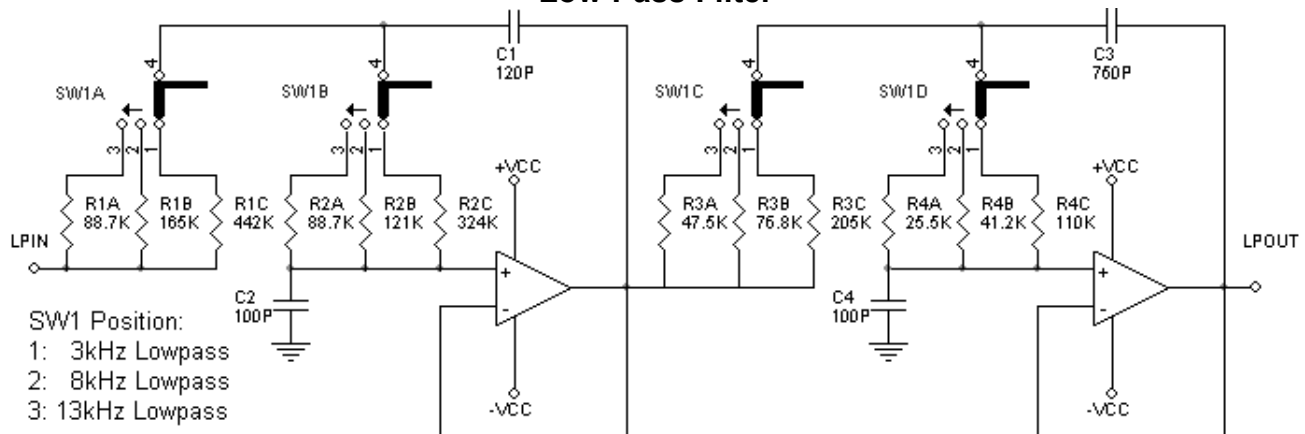 Low Pass Filter
C1
120P
C3
760P
4
4
4
4
SW1A
SW1B
SW1C
SW1D
3 2 1
3 2 1
3 2 1
3 2 1
+VCC
+VCC
R1A
88.7K
R1B
165K
R1C
442K
R2A
88.7K
R2B
121K
R2C
324K
R3A
47.5K
R3B
76.8K
R3C
205K
R4A
25.5K
R4B
41.2K
R4C
110K
LPIN
LPOUT
+
-
+
-
C2
100P
C4
100P
-VCC
-VCC
SW1 Position:
1: 3kHz Lowpass
2: 8kHz Lowpass
3: 13kHz Lowpass